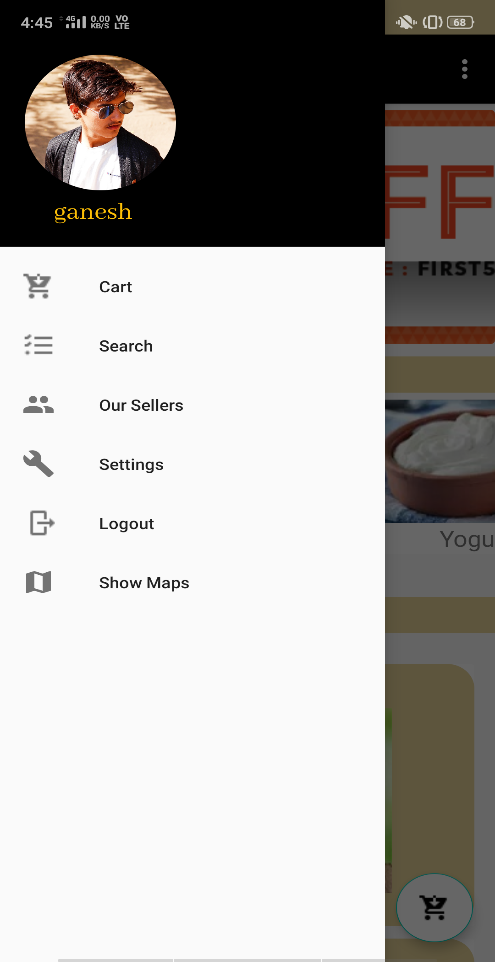 4:45 4G 0.00 KB/S VO LTE 68
FF
E : FIRST5
ganesh
Cart
Search
Our Sellers
Settings
Logout
Show Maps
Yogu